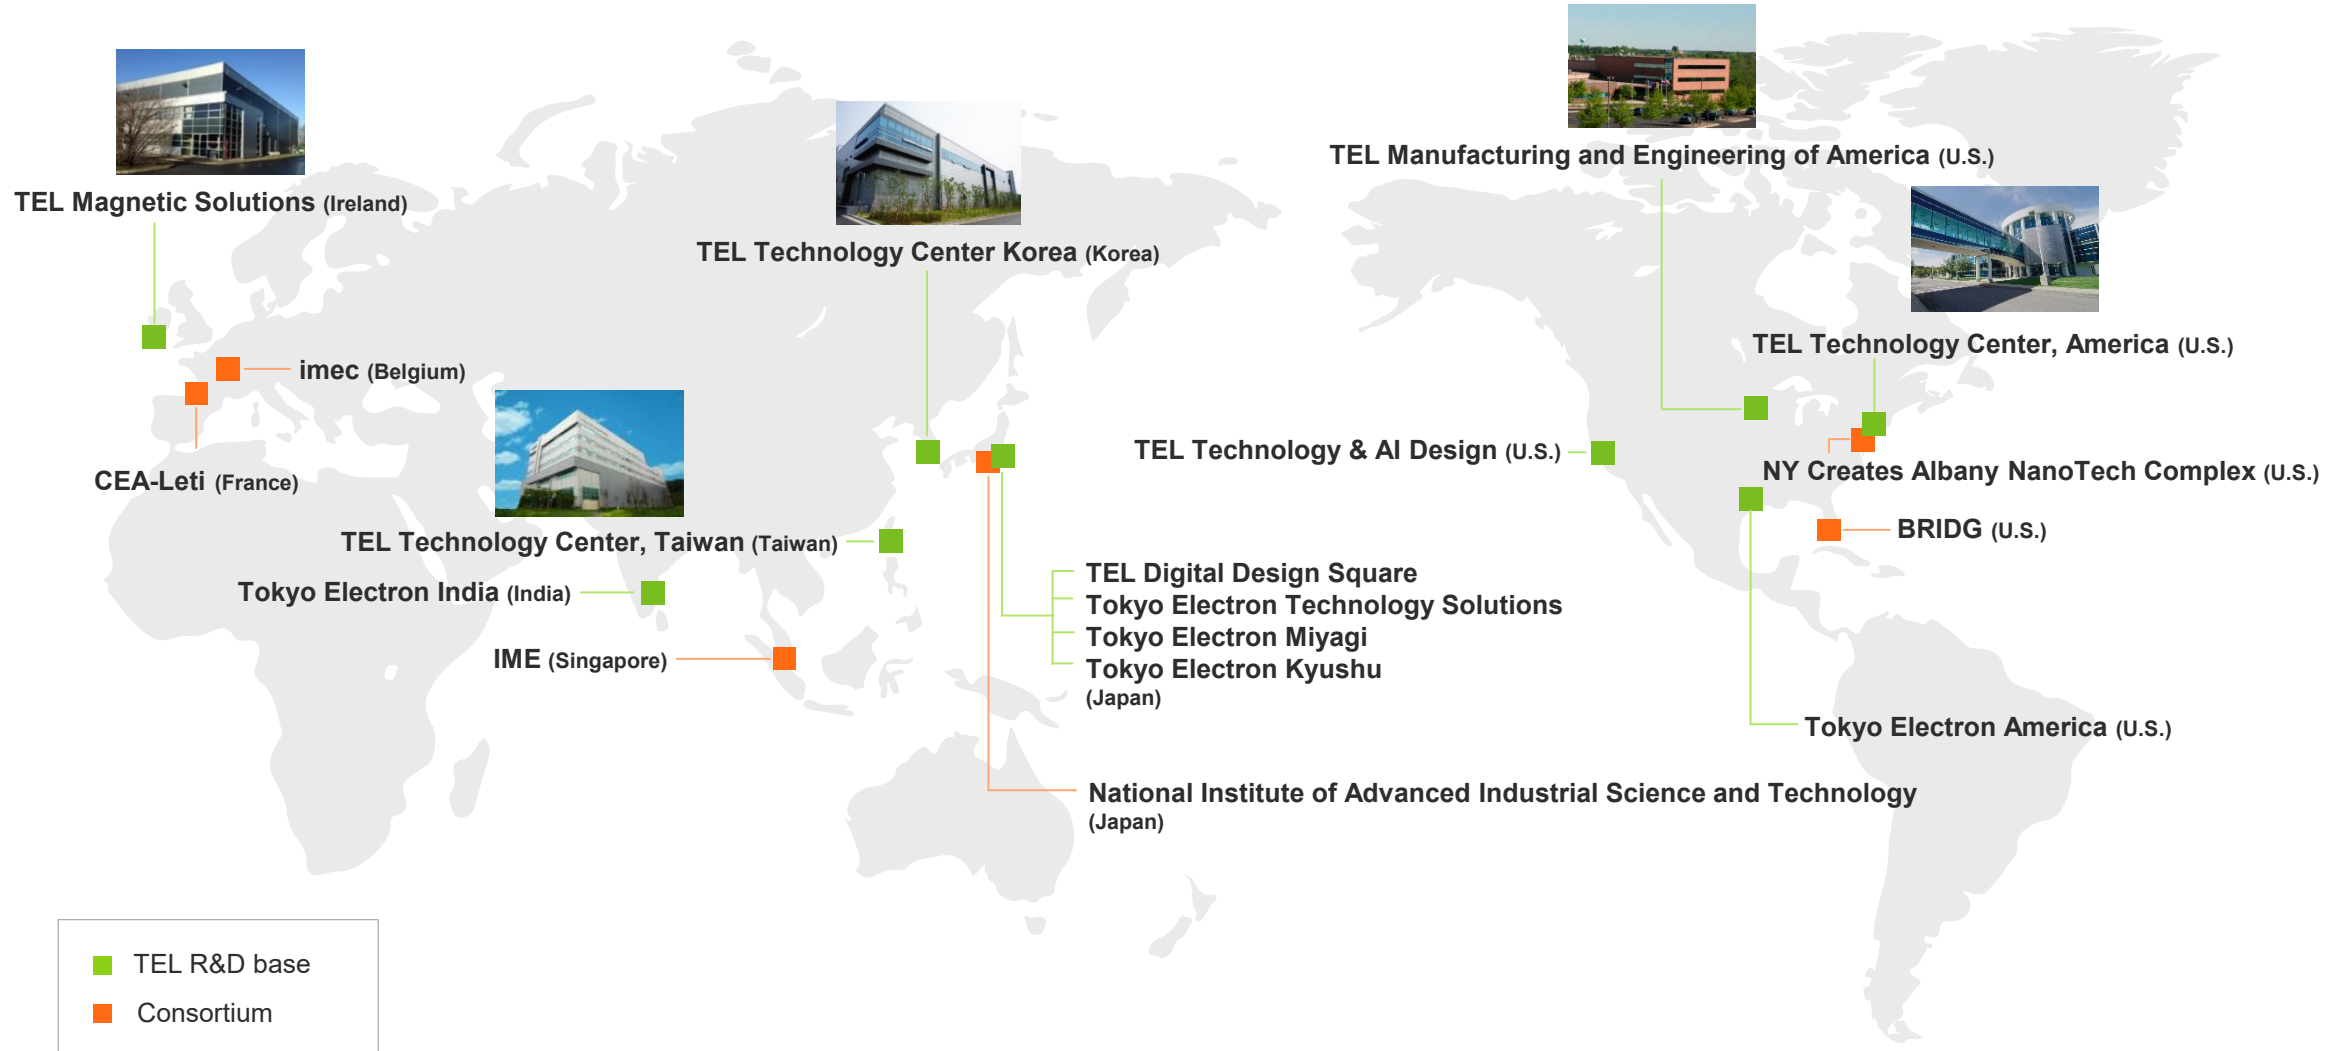 TEL Manufacturing and Engineering of America (U.S.)
TEL Magnetic Solutions (Ireland)
TEL Technology Center Korea (Korea)
TEL Technology Center, America (U.S.)
imec (Belgium)
TEL Technology & AI Design (U.S.)
NY Creates Albany NanoTech Complex (U.S.)
CEA-Leti (France)
BRIDG (U.S.)
TEL Technology Center, Taiwan (Taiwan)
Tokyo Electron India (India)
TEL Digital Design Square
Tokyo Electron Technology Solutions
Tokyo Electron Miyagi
Tokyo Electron Kyushu
(Japan)
IME (Singapore)
Tokyo Electron America (U.S.)
National Institute of Advanced Industrial Science and Technology
(Japan)
TEL R&D base
Consortium